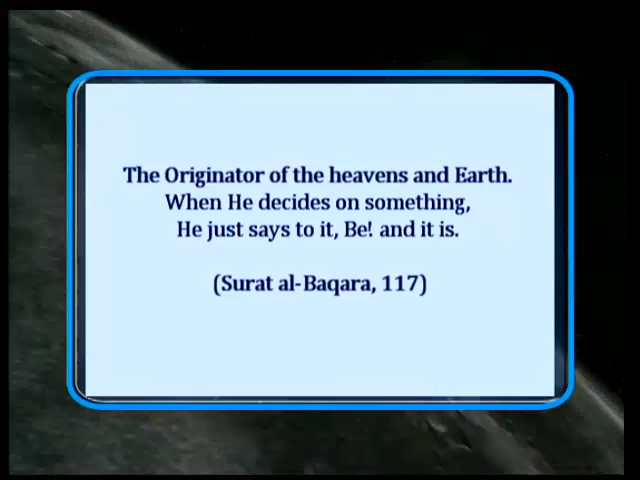 The Originator of the heavens and Earth.
When He decides on something,
He just says to it, Be! and it is.
(Surat al-Baqara, 117)